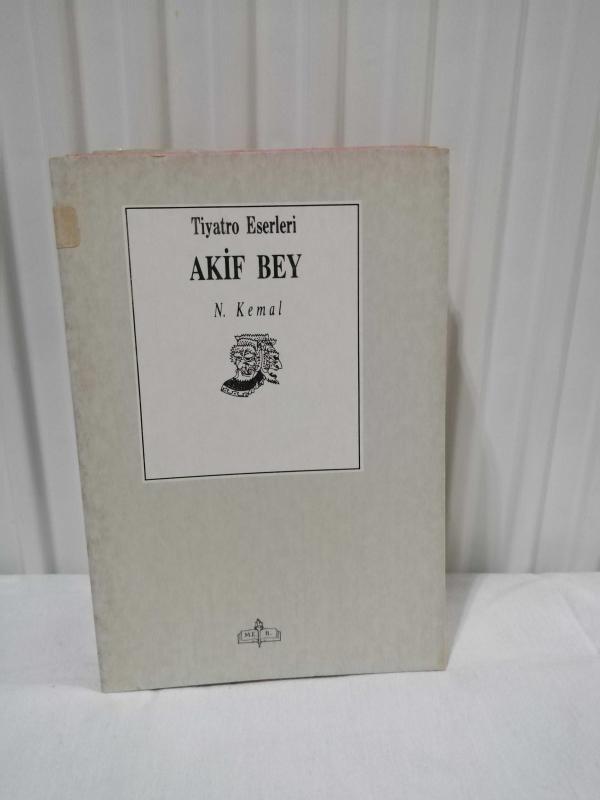 Tiyatro Eserleri
AKİF BEY
N. Kemal
M.E. B.